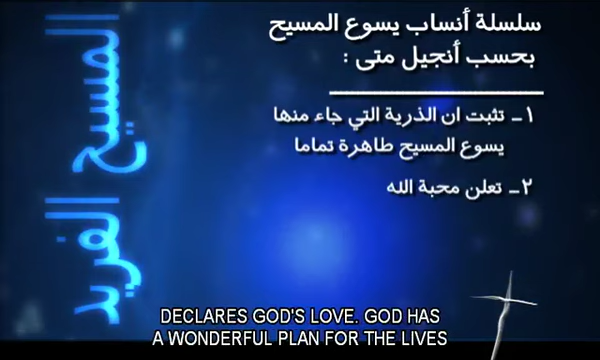 سلسلة أنساب يسوع المسيح
بحسب أنجيل متى :
١- تثبت ان الذرية التي جاء منها
يسوع المسيح طاهرة تماما
٢- تعلن محبة الله
المسيح الفريد
DECLARES GOD'S LOVE. GOD HAS
A WONDERFUL PLAN FOR THE LIVES